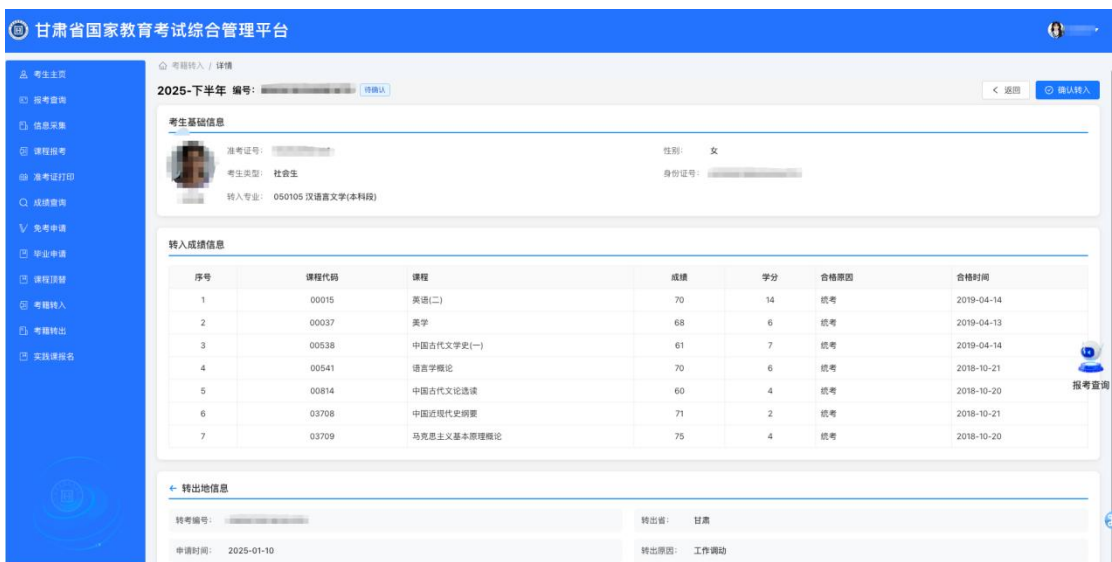 甘肃省国家教育考试综合管理平台
考生主页
报考查询
信息采集
课程报考
准考证打印
成绩查询
免考申请
毕业申请
课程顶替
考籍转入
考籍转出
实践课报名
考籍转入 / 详情
2025-下半年 编号: 待确认
返回 确认转入
考生基础信息
准考证号: 性别: 女
考生类型: 社会生 身份证号:
转入专业: 050105 汉语言文学(本科段)
转入成绩信息
序号 课程代码 课程 成绩 学分 合格原因 合格时间
1 00015 英语(二) 70 14 统考 2019-04-14
2 00037 美学 68 6 统考 2019-04-13
3 00538 中国古代文学史(一) 61 7 统考 2019-04-14
4 00541 语言学概论 70 6 统考 2018-10-21
5 00814 中国古代文论选读 60 4 统考 2018-10-20
6 03708 中国近现代史纲要 71 2 统考 2018-10-21
7 03709 马克思主义基本原理概论 75 4 统考 2018-10-20
报考查询
转出地信息
转考编号: 转出省: 甘肃
申请时间: 2025-01-10 转出原因: 工作调动